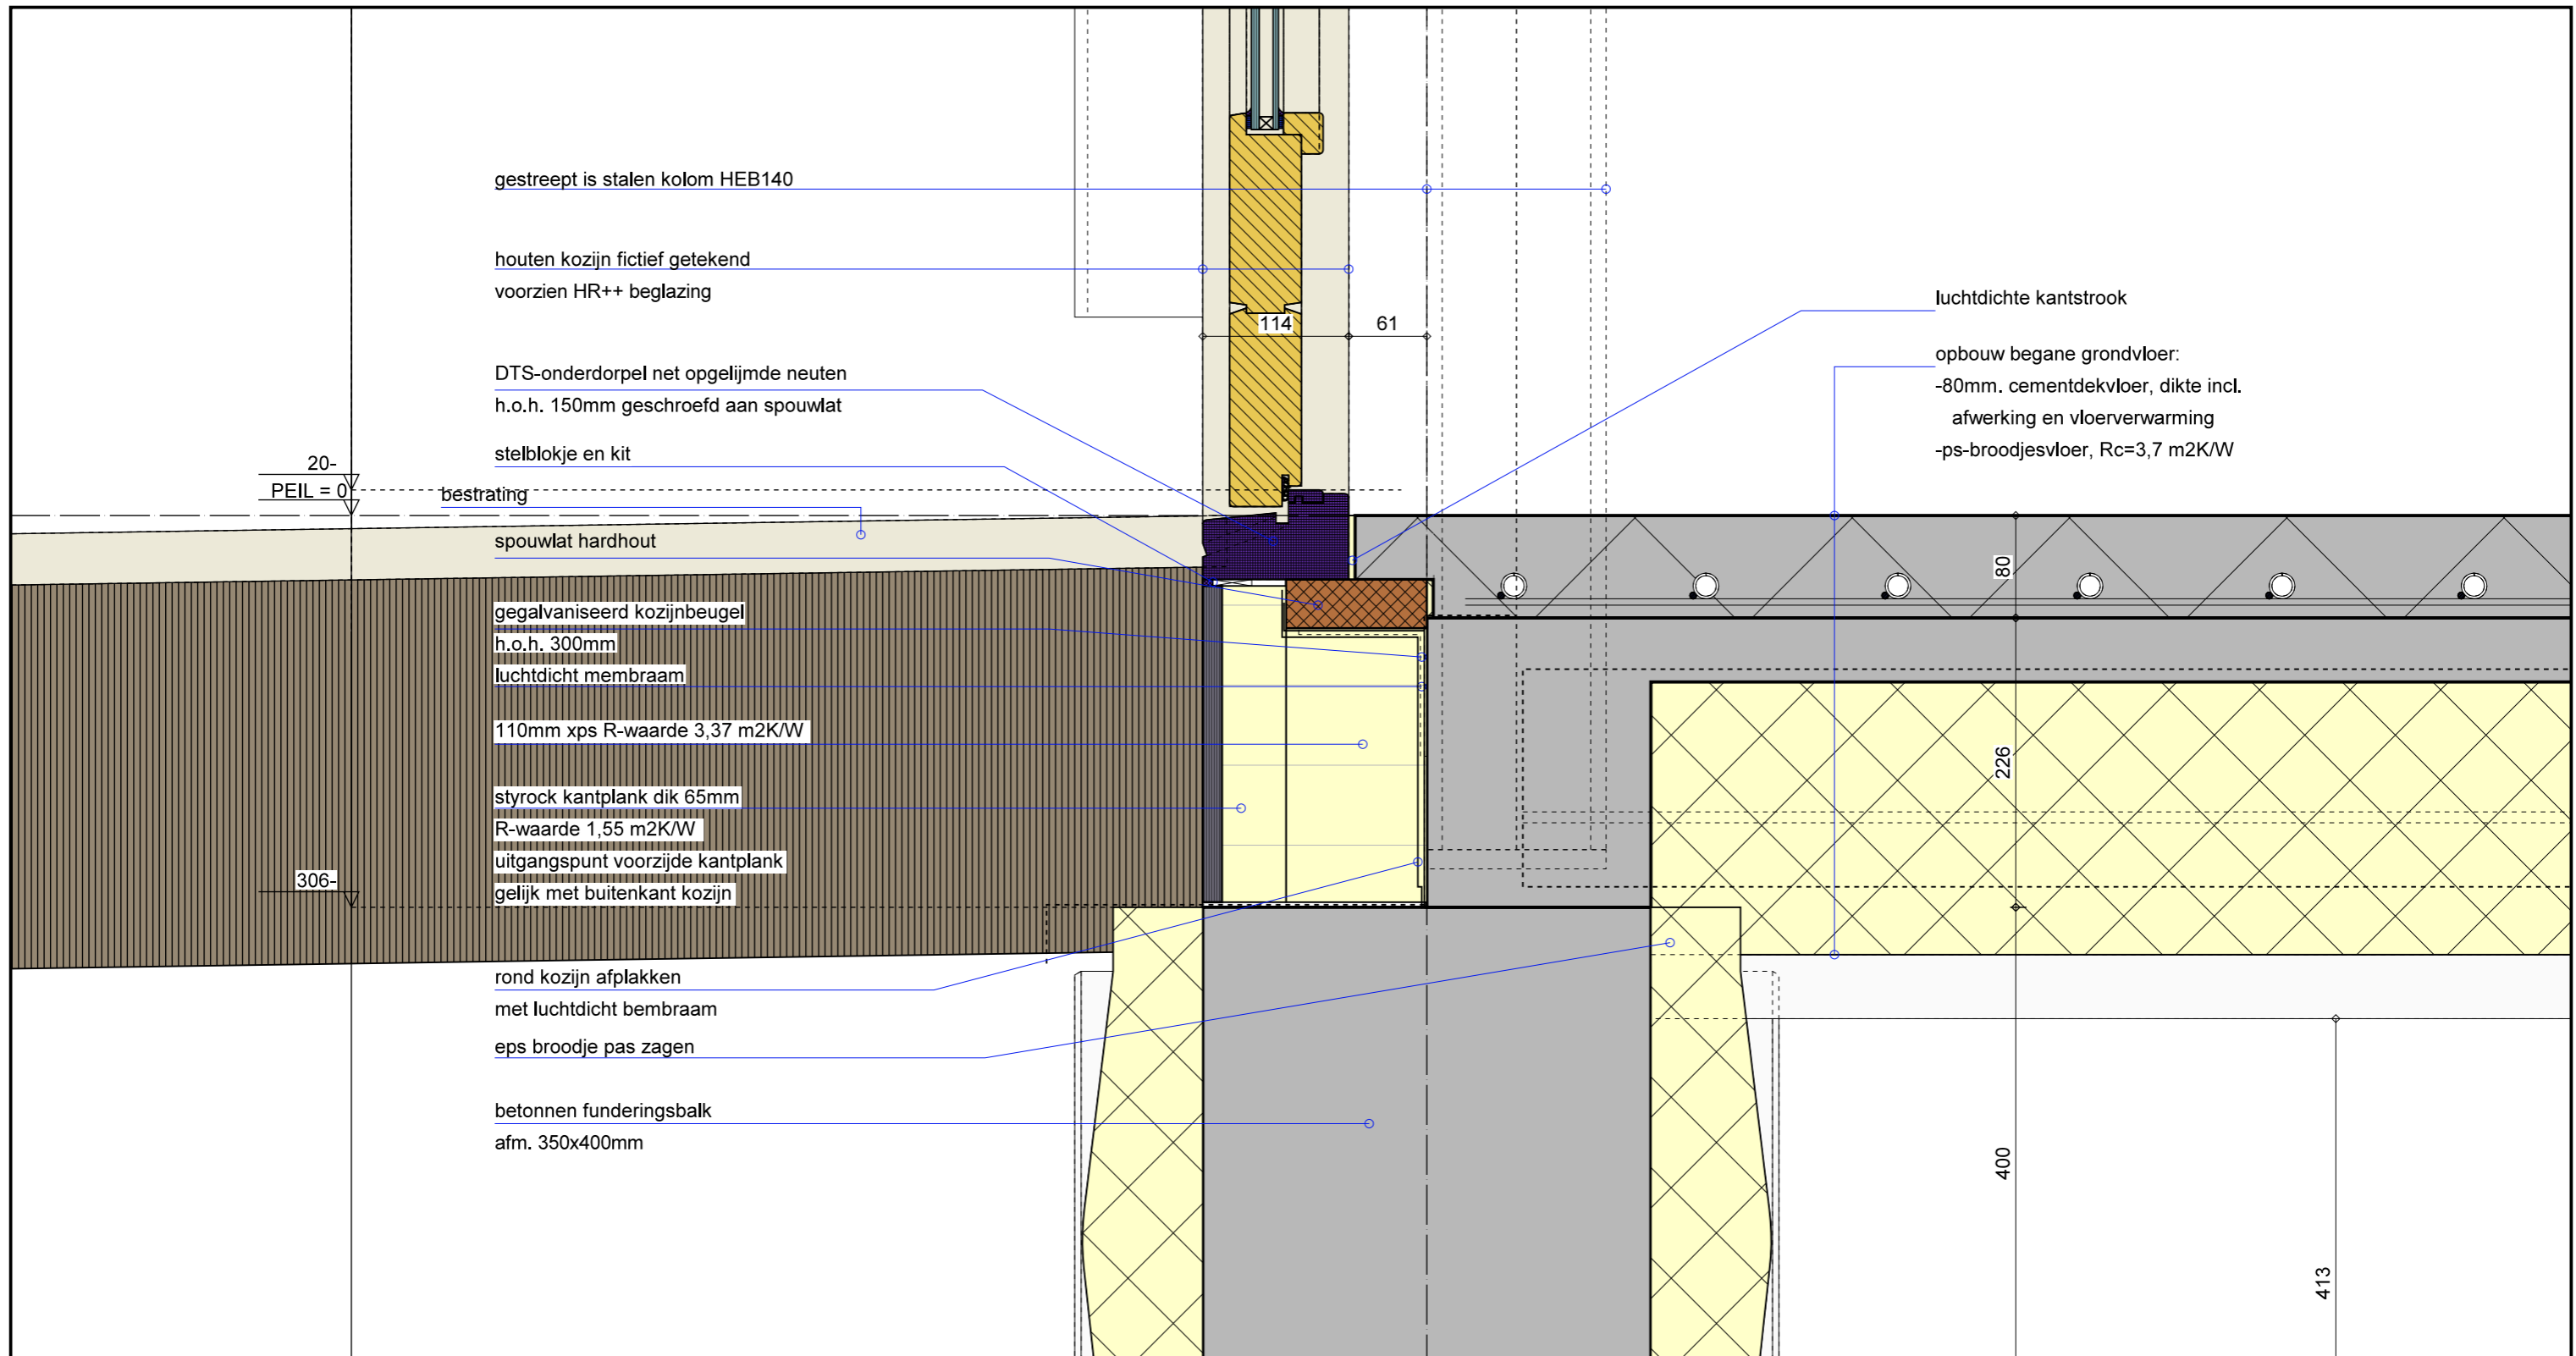 gestreept is stalen kolom HEB140
houten kozijn fictief getekend
voorzien HR++ beglazing
114
61
luchtdichte kantstrook
opbouw begane grondvloer:
-80mm. cementdekvloer, dikte incl.
afwerking en vloerverwarming
-ps-broodjesvloer, Rc=3,7 m2K/W
DTS-onderdorpel net opgelijmde neuten
h.o.h. 150mm geschroefd aan spouwlat
stelblokje en kit
20-
PEIL = 0
bestrating
spouwlat hardhout
80
gegalvaniseerd kozijnbeugel
h.o.h. 300mm
luchtdicht membraam
110mm xps R-waarde 3,37 m2K/W
226
styrock kantplank dik 65mm
R-waarde 1,55 m2K/W
uitgangspunt voorzijde kantplank
gelijk met buitenkant kozijn
306-
rond kozijn afplakken
met luchtdicht bembraam
eps broodje pas zagen
betonnen funderingsbalk
afm. 350x400mm
400
413